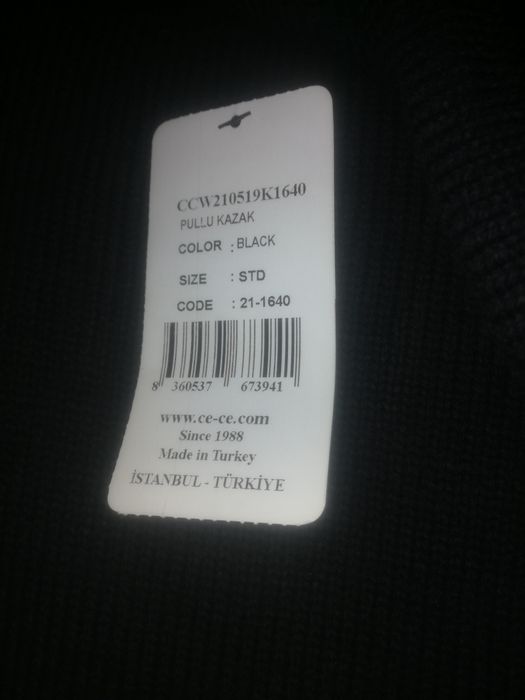 CCW210519K1640
PULLU KAZAK
COLOR : BLACK
SIZE : STD
CODE : 21-1640
8 360537 673941
www.ce-ce.com
Since 1988
Made in Turkey
İSTANBUL - TÜRKİYE